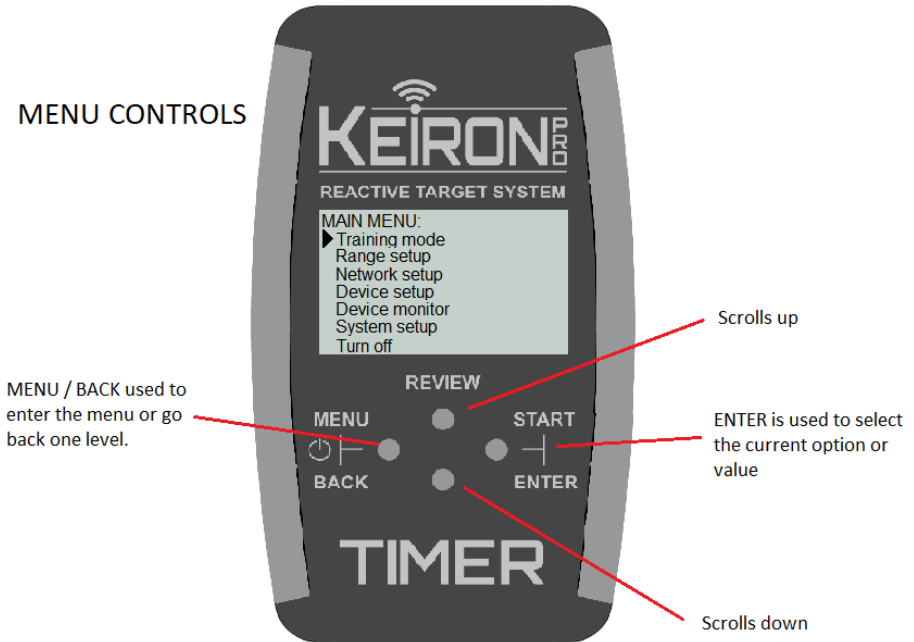 MENU CONTROLS
KEIRON PRO
REACTIVE TARGET SYSTEM
MAIN MENU:
Training mode
Range setup
Network setup
Device setup
Device monitor
System setup
Turn off
Scrolls up
REVIEW
MENU / BACK used to
enter the menu or go
back one level.
MENU
START
BACK
ENTER
ENTER is used to select
the current option or
value
TIMER
Scrolls down